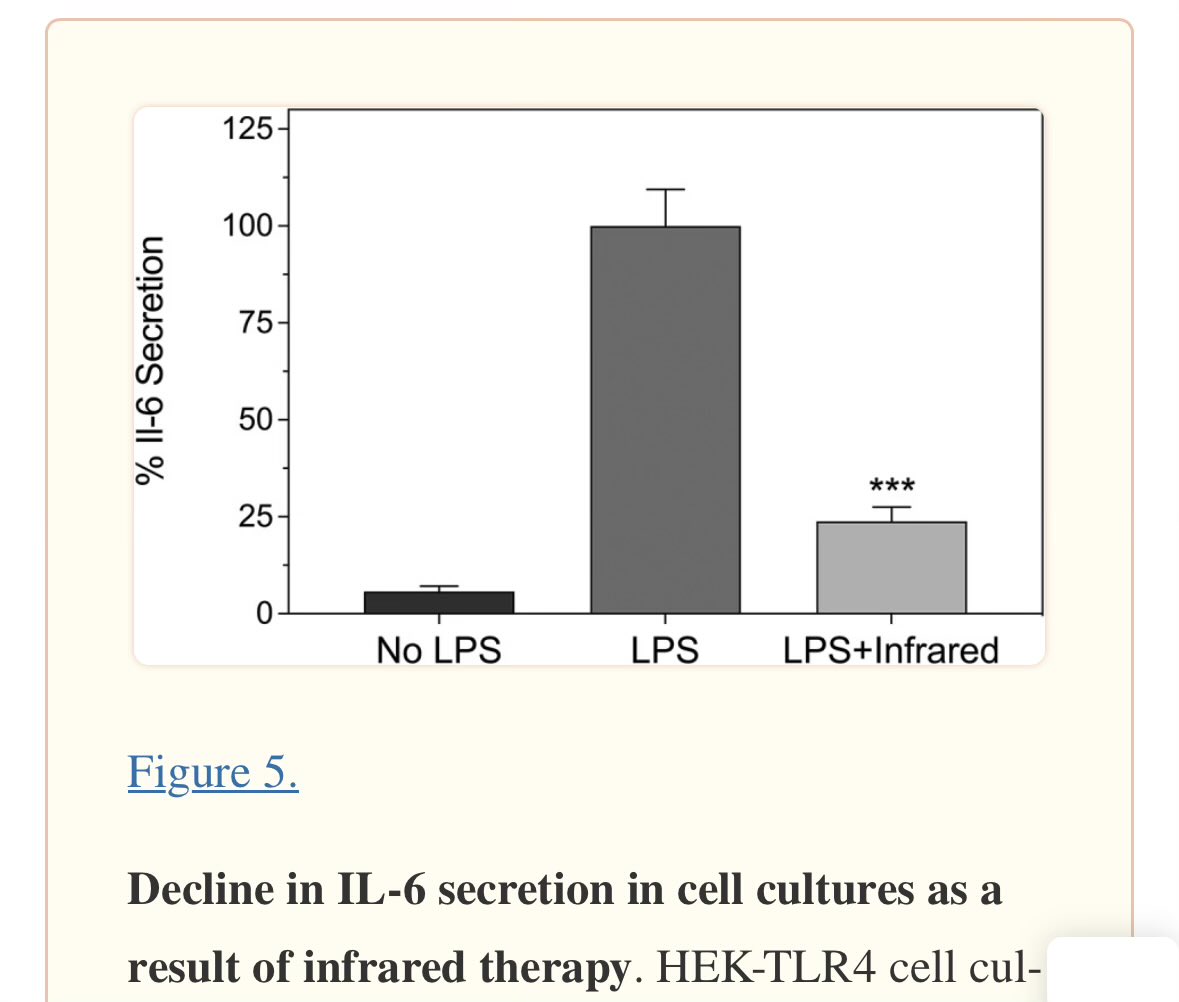 125
100
75
50
25
0
% Il-6 Secretion
***
No LPS LPS LPS+Infrared
Figure 5.
Decline in IL-6 secretion in cell cultures as a
result of infrared therapy. HEK-TLR4 cell cul-